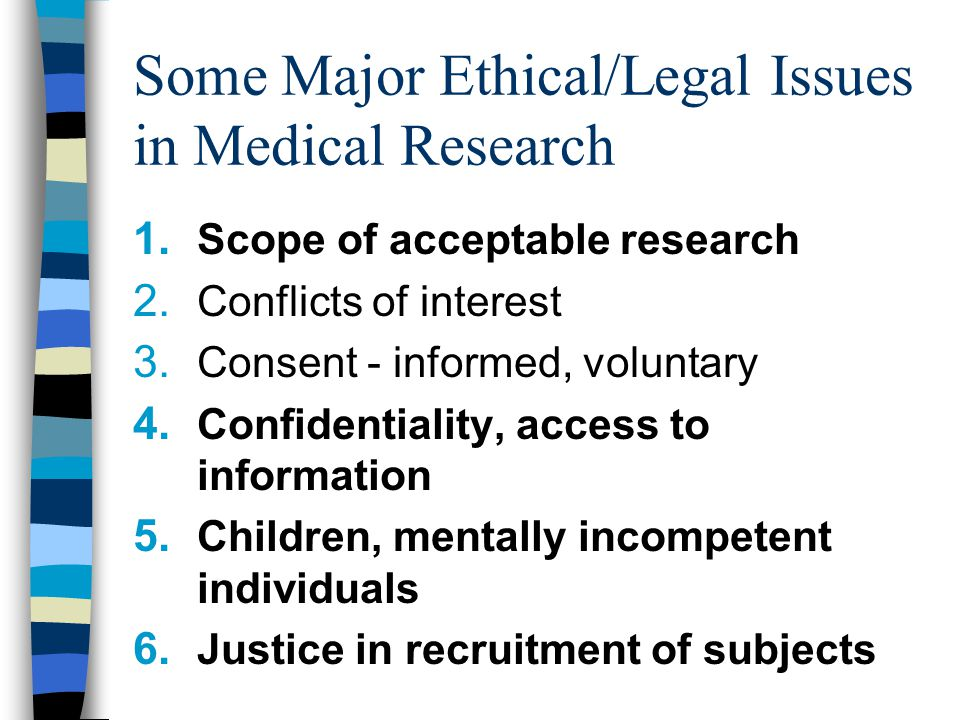 Some Major Ethical/Legal Issues
in Medical Research
1. Scope of acceptable research
2. Conflicts of interest
3. Consent - informed, voluntary
4. Confidentiality, access to
information
5. Children, mentally incompetent
individuals
6. Justice in recruitment of subjects